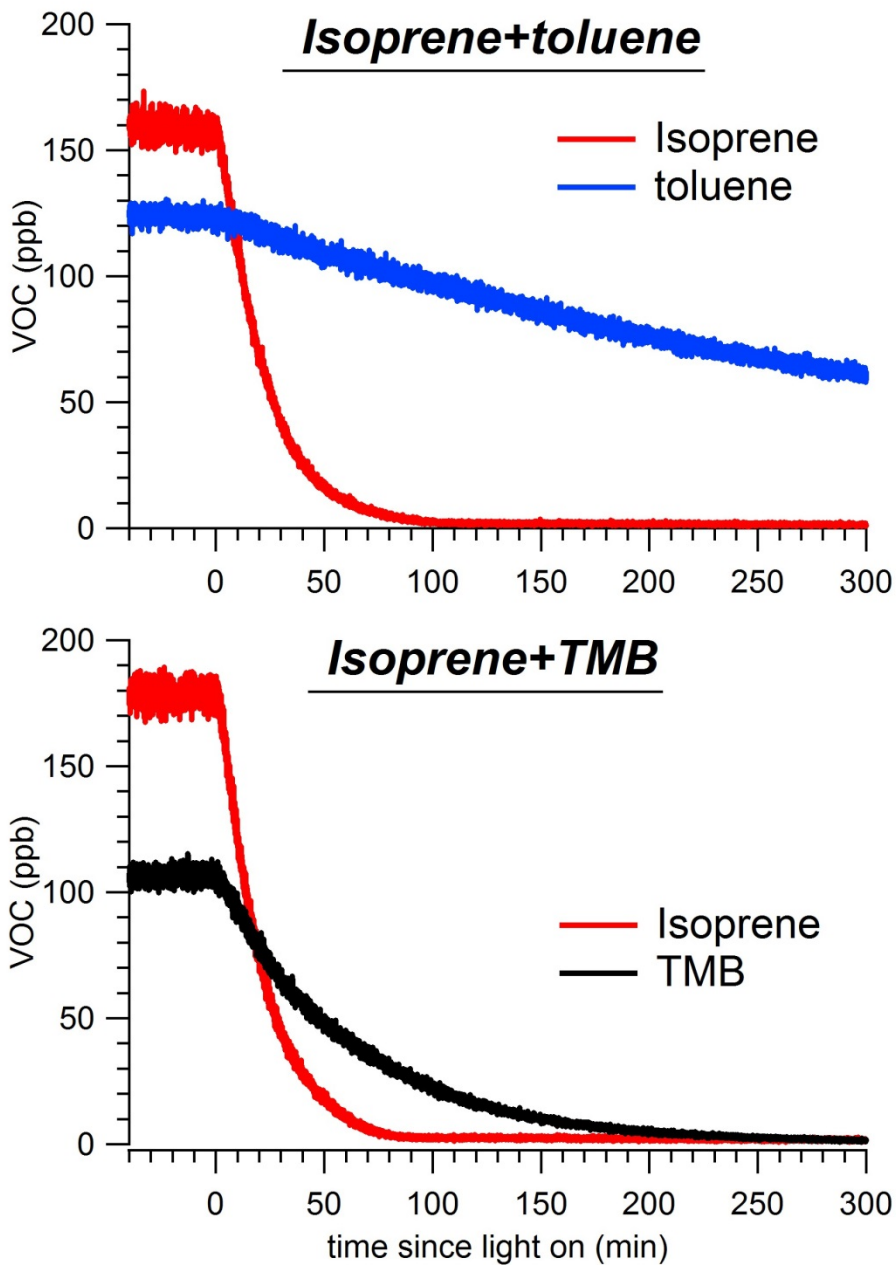 Isoprene+toluene
200
150
100
50
0
VOC (ppb)
Isoprene
toluene
0 50 100 150 200 250 300
Isoprene+TMB
200
150
100
50
0
VOC (ppb)
Isoprene
TMB
0 50 100 150 200 250 300
time since light on (min)